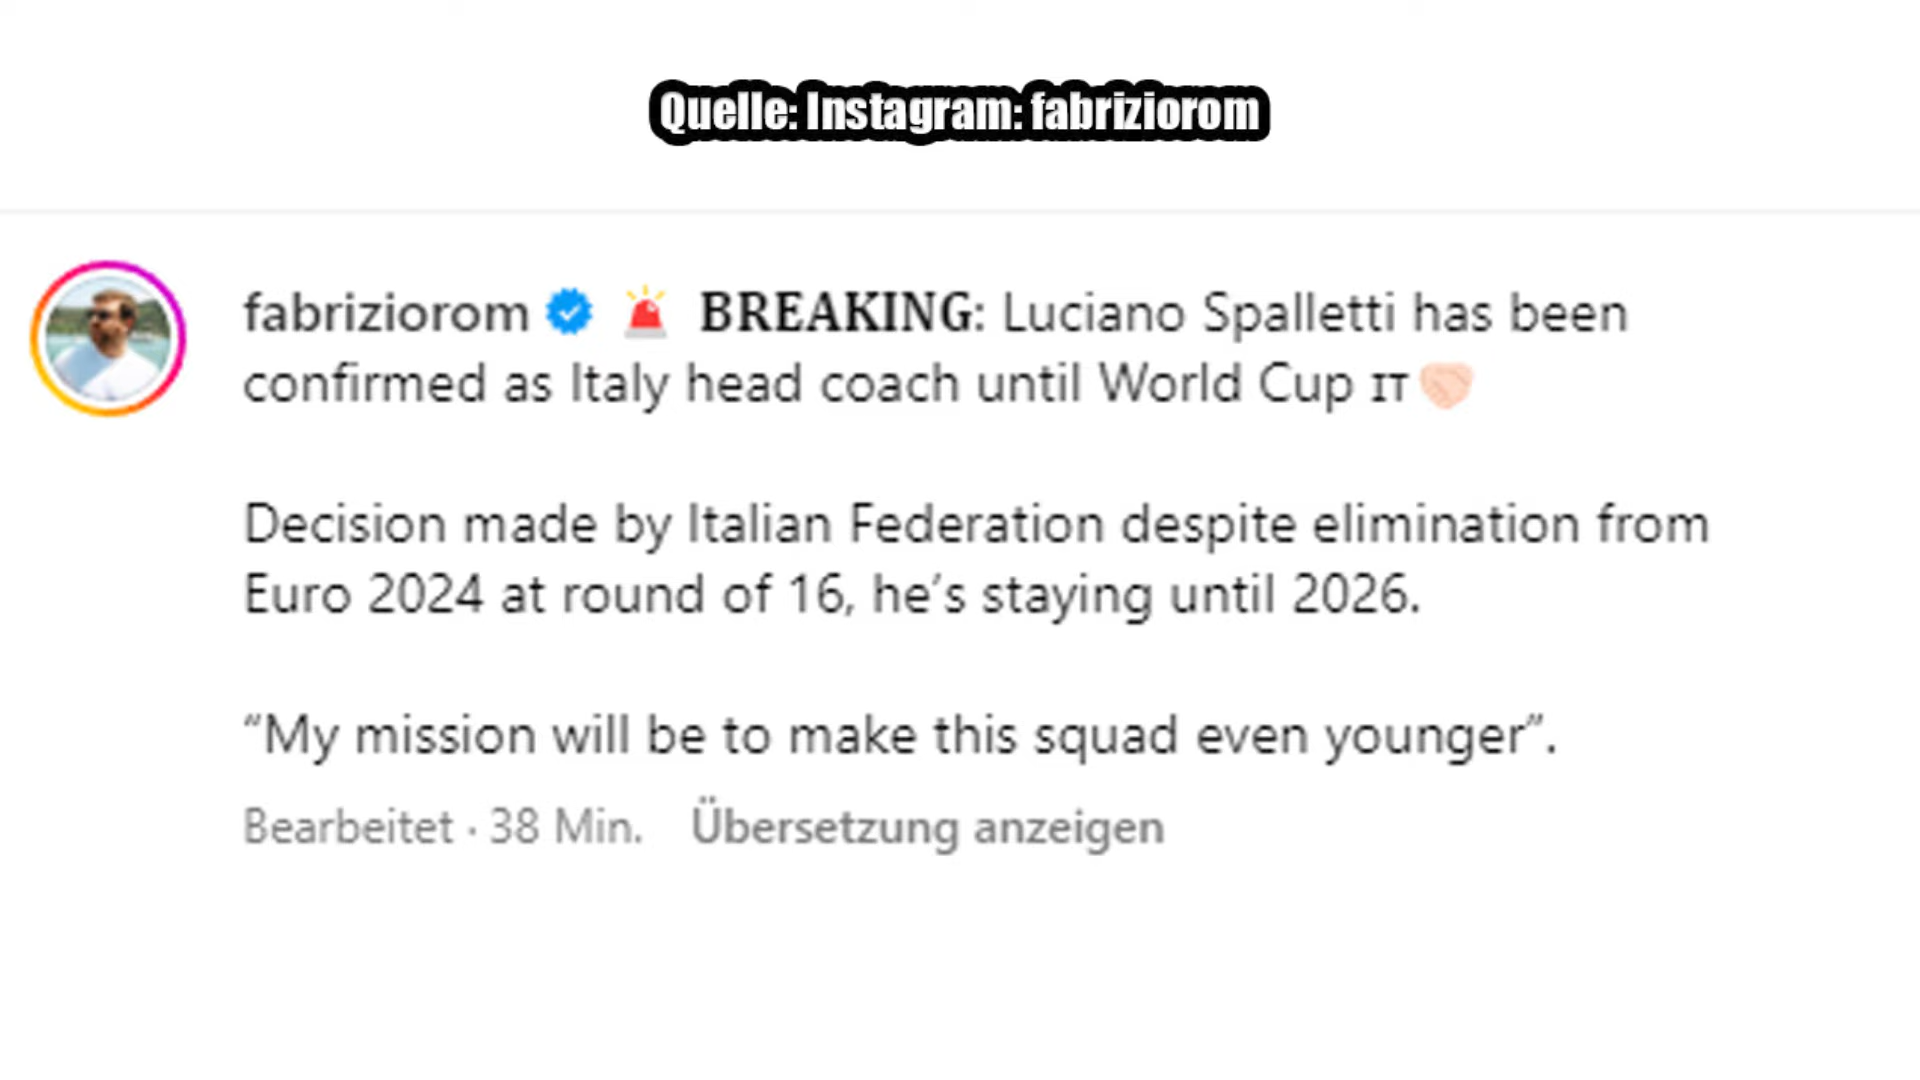 Quelle: Instagram: fabriziorom
fabriziorom 🚨 BREAKING: Luciano Spalletti has been
confirmed as Italy head coach until World Cup IT🤝🏻
Decision made by Italian Federation despite elimination from
Euro 2024 at round of 16, he’s staying until 2026.
“My mission will be to make this squad even younger”.
Bearbeitet · 38 Min. Übersetzung anzeigen